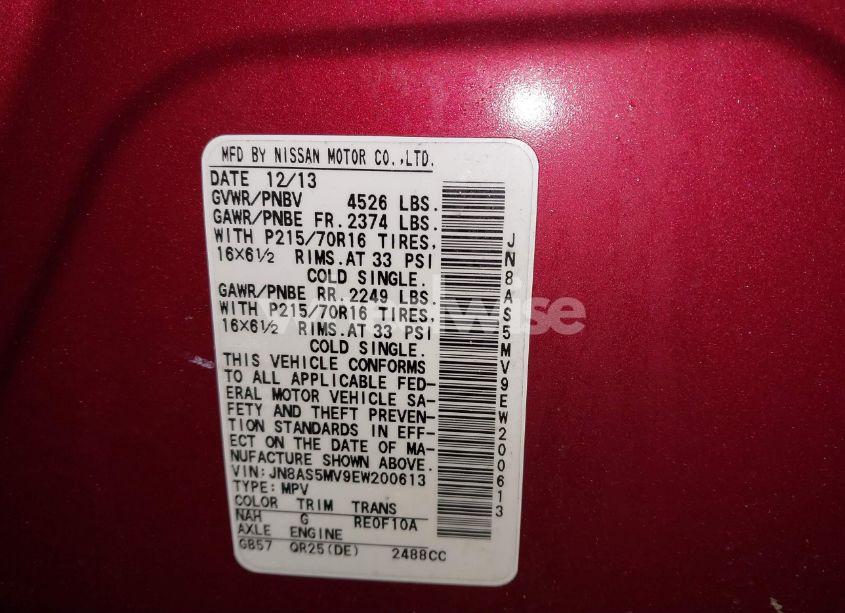 MFD BY NISSAN MOTOR CO.,LTD.
DATE 12/13
GVWR/PNBV 4526 LBS.
GAWR/PNBE FR. 2374 LBS.
WITH P215/70R16 TIRES,
16×6½ RIMS.AT 33 PSI
COLD SINGLE.
GAWR/PNBE RR. 2249 LBS.
WITH P215/70R16 TIRES,
16×6½ RIMS.AT 33 PSI
COLD SINGLE.
THIS VEHICLE CONFORMS
TO ALL APPLICABLE FED-
ERAL MOTOR VEHICLE SA-
FETY AND THEFT PREVEN-
TION STANDARDS IN EFF-
ECT ON THE DATE OF MA-
NUFACTURE SHOWN ABOVE.
VIN: JN8AS5MV9EW200613
TYPE: MPV
COLOR TRIM TRANS
NAH G RE0F10A
AXLE ENGINE
GB57 QR25(DE) 2488CC
JN8AS5MV9EW200613